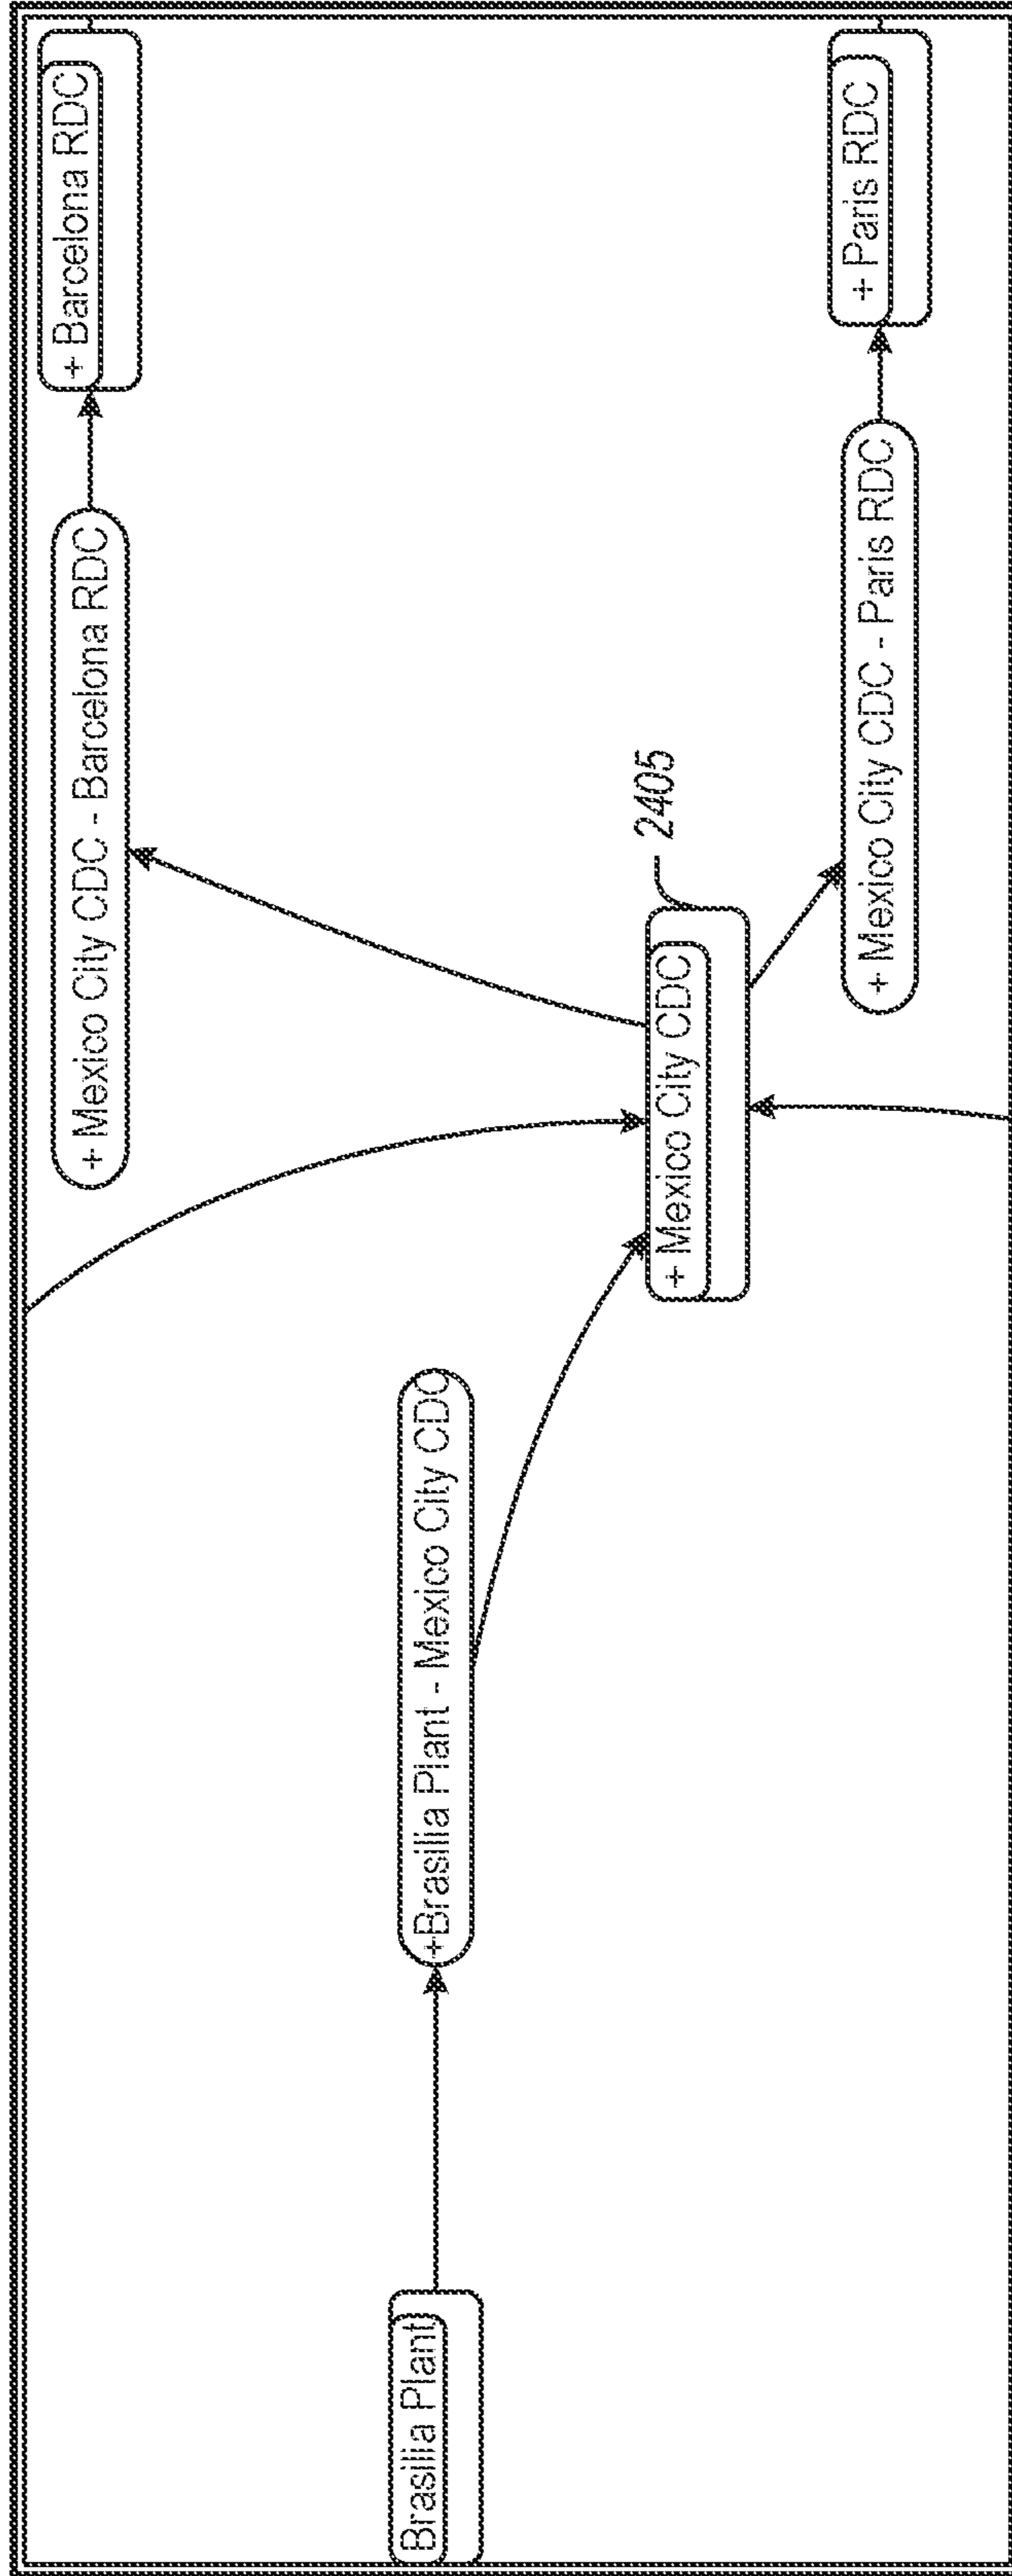 + Mexico City CDC - Barcelona RDC
+ Barcelona RDC
Brasilia Plant
+Brasilia Plant - Mexico City CDC
+ Mexico City CDC
2405
+ Mexico City CDC - Paris RDC
+ Paris RDC